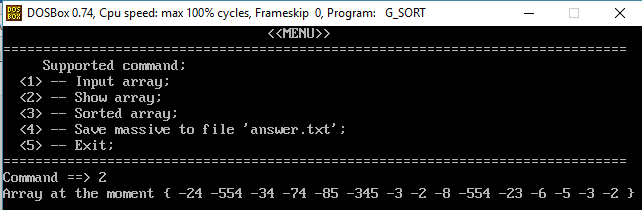 DOSBox 0.74, Cpu speed: max 100% cycles, Frameskip 0, Program: G_SORT
<<MENU>>
================================================================================
Supported command;
<1> -- Input array;
<2> -- Show array;
<3> -- Sorted array;
<4> -- Save massive to file 'answer.txt';
<5> -- Exit;
================================================================================
Command ==> 2
Array at the moment { -24 -554 -34 -74 -85 -345 -3 -2 -8 -554 -23 -6 -5 -3 -2 }